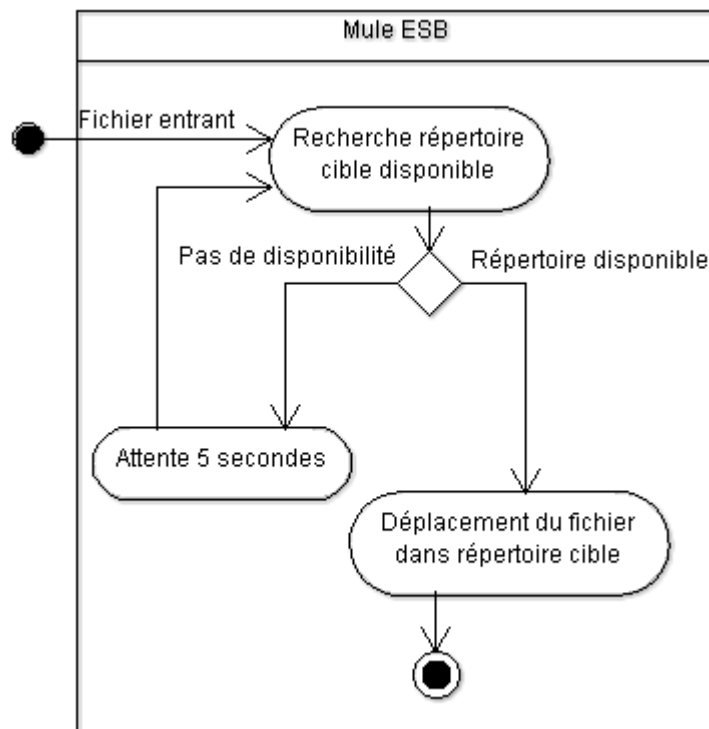 Mule ESB
Fichier entrant
Recherche répertoire
cible disponible
Pas de disponibilité
Répertoire disponible
Attente 5 secondes
Déplacement du fichier
dans répertoire cible